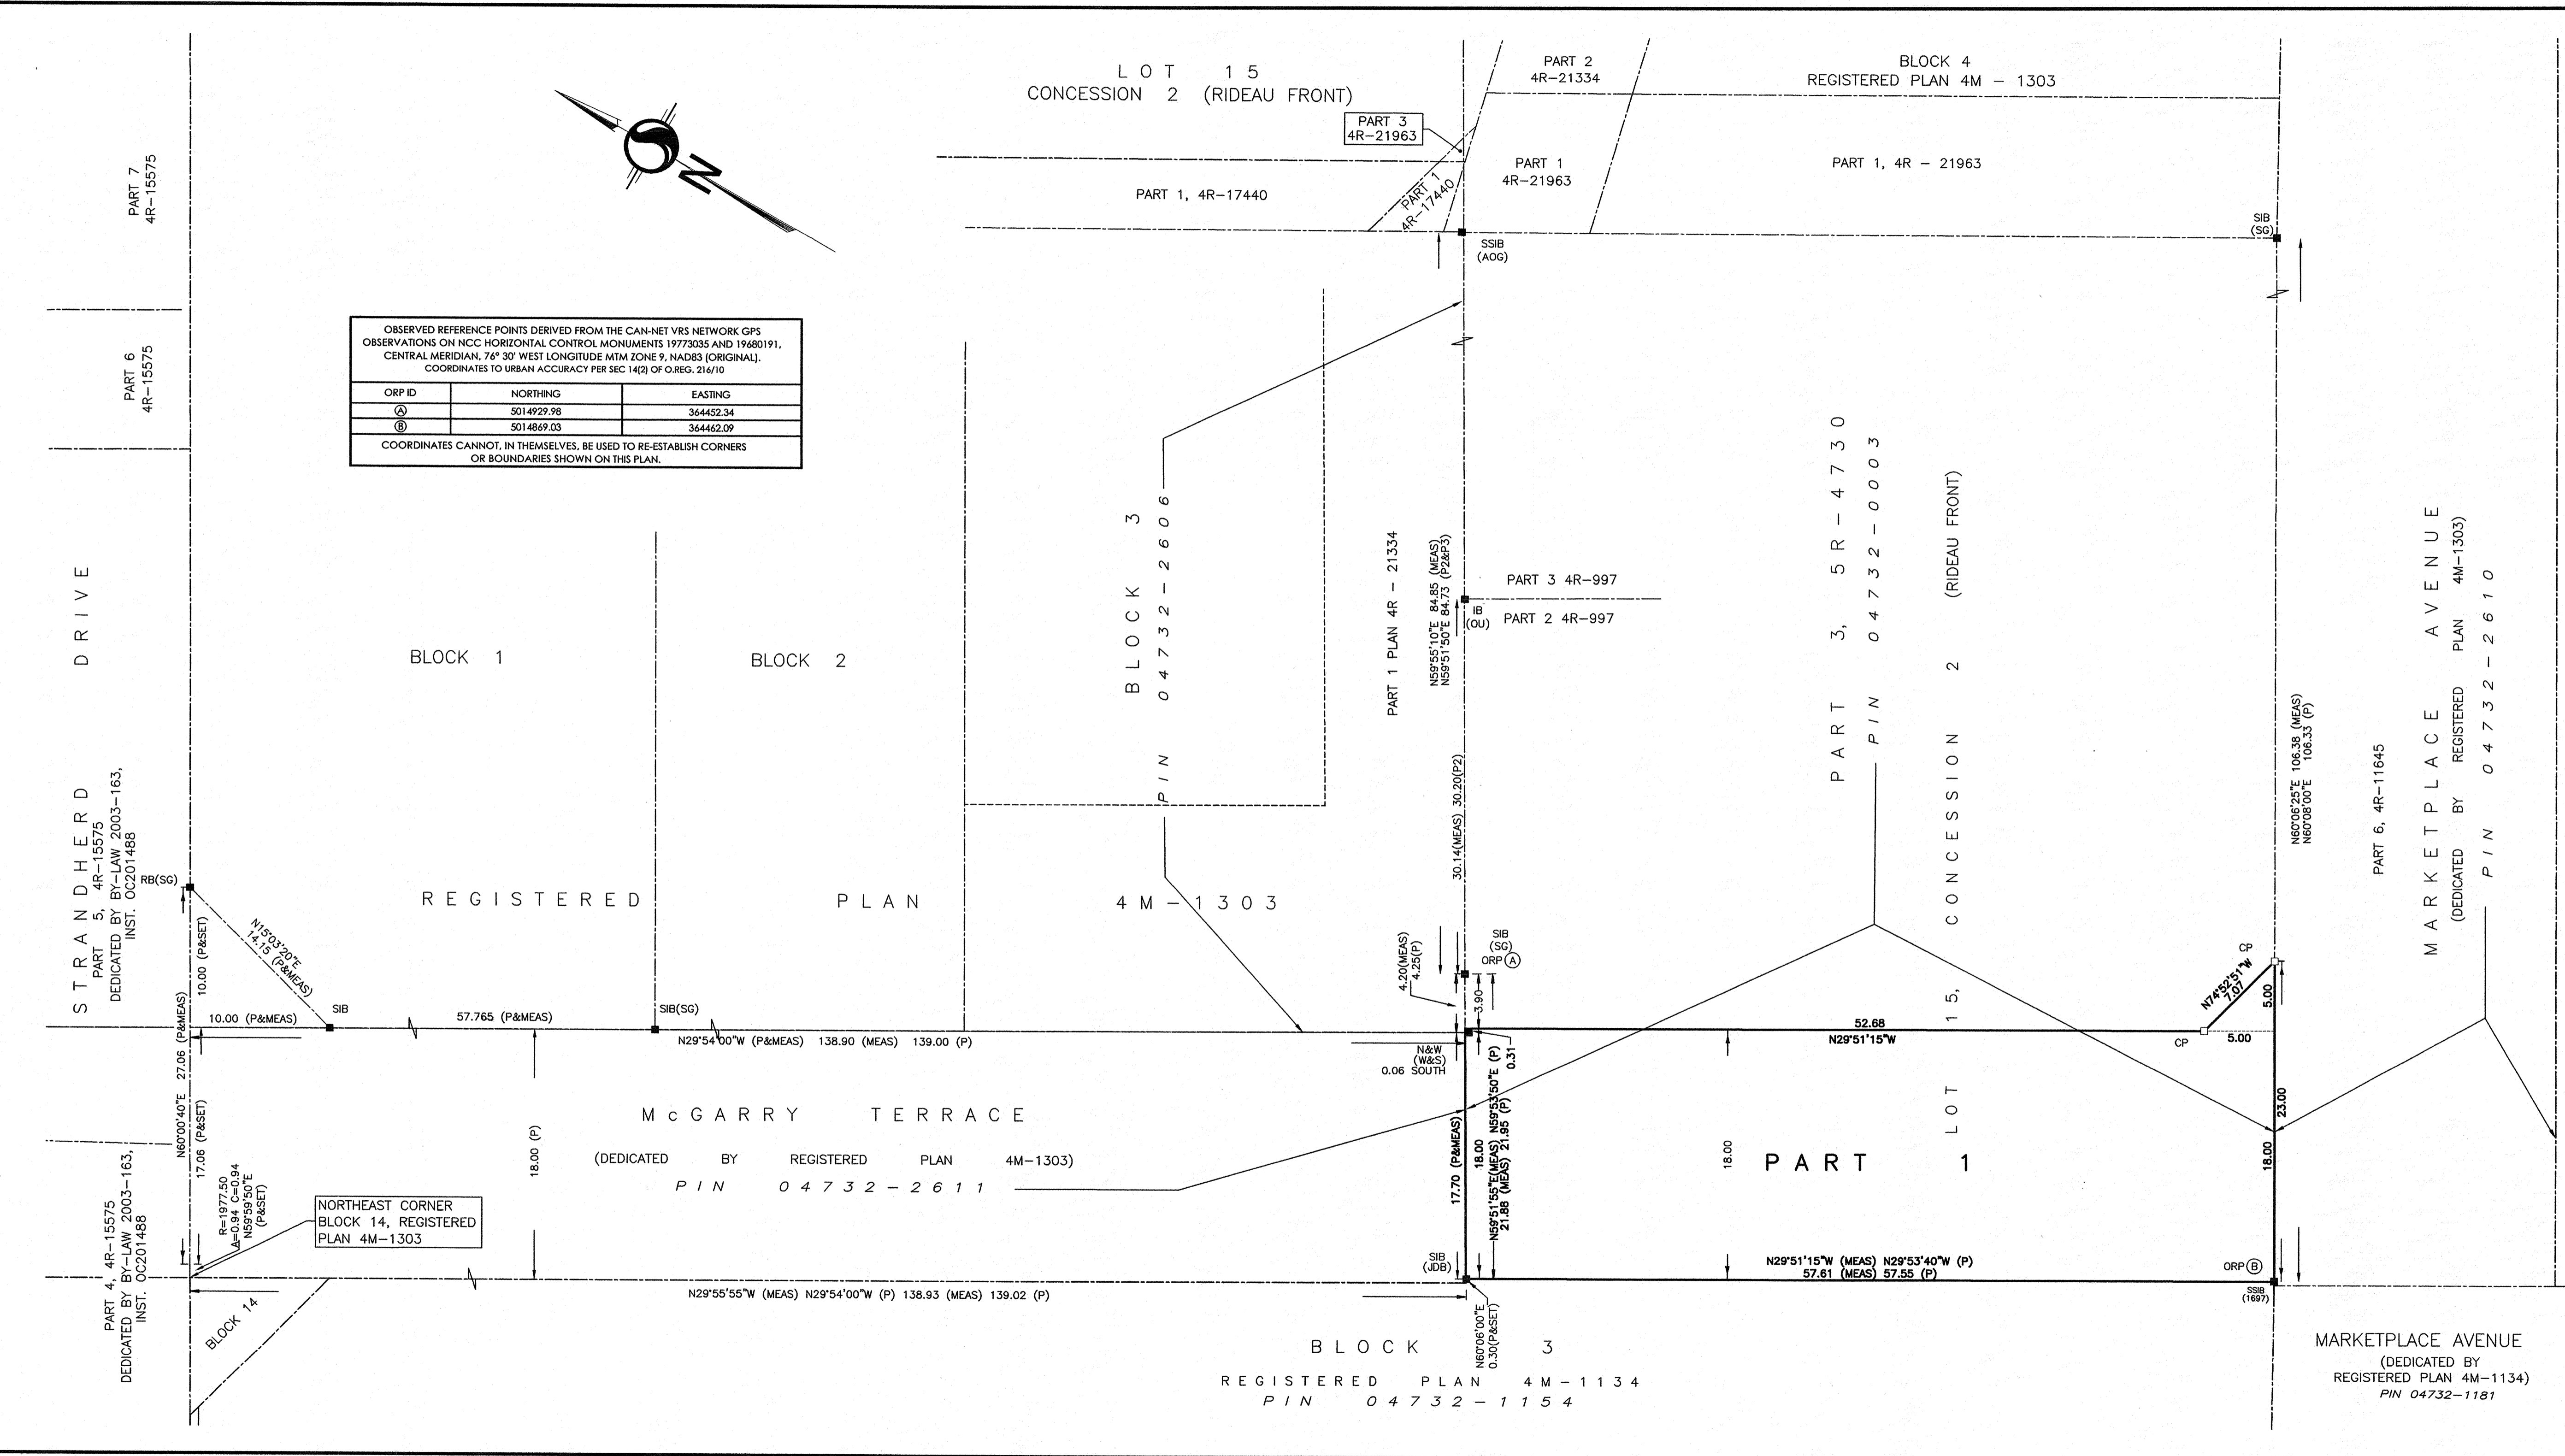 LOT 15
CONCESSION 2 (RIDEAU FRONT)
PART 2
4R-21334
BLOCK 4
REGISTERED PLAN 4M - 1303
PART 3
4R-21963
PART 1, 4R-17440
PART 1
4R-17440
PART 1
4R-21963
PART 1, 4R - 21963
SSIB
(AOG)
SIB
(SG)
PART 7
4R-15575
PART 6
4R-15575
N
OBSERVED REFERENCE POINTS DERIVED FROM THE CAN-NET VRS NETWORK GPS
OBSERVATIONS ON NCC HORIZONTAL CONTROL MONUMENTS 19773035 AND 19680191,
CENTRAL MERIDIAN, 76° 30' WEST LONGITUDE MTM ZONE 9, NAD83 (ORIGINAL).
COORDINATES TO URBAN ACCURACY PER SEC 14(2) OF O.REG. 216/10
ORP ID NORTHING EASTING
A 5014929.98 364452.34
B 5014869.03 364462.09
COORDINATES CANNOT, IN THEMSELVES, BE USED TO RE-ESTABLISH CORNERS
OR BOUNDARIES SHOWN ON THIS PLAN.
STRANDHERD DRIVE
PART 5, 4R-15575
DEDICATED BY BY-LAW 2003-163,
INST. OC201488
BLOCK 1
BLOCK 2
BLOCK 3
PIN 04732-2606
PART 1 PLAN 4R - 21334
N59°55'10"E 84.85 (MEAS)
N59°51'50"E 84.73 (P2&P3)
PART 3 4R-997
IB
(OU)
PART 2 4R-997
PART 3, 5R-4730
PIN 04732-0003
LOT 15, CONCESSION 2 (RIDEAU FRONT)
N60°06'25"E 106.38 (MEAS)
N60°08'00"E 106.33 (P)
PART 6, 4R-11645
MARKETPLACE AVENUE
(DEDICATED BY REGISTERED PLAN 4M-1303)
PIN 04732-2610
30.14(MEAS) 30.20(P2)
REGISTERED PLAN 4M-1303
RB(SG)
10.00 (P&SET)
N15°03'20"E
14.15 (P&MEAS)
SIB
10.00 (P&MEAS)
57.765 (P&MEAS)
SIB(SG)
N29°54'00"W (P&MEAS) 138.90 (MEAS) 139.00 (P)
4.20(MEAS)
4.25(P)
SIB
(SG)
ORP A
3.90
N&W
(W&S)
0.06 SOUTH
0.31
52.68
N29°51'15"W
CP
N74°52'51"W
7.07
5.00
CP
5.00
23.00
18.00
N60°00'40"E 27.06 (P&MEAS)
17.06 (P&SET)
18.00 (P)
McGARRY TERRACE
(DEDICATED BY REGISTERED PLAN 4M-1303)
PIN 04732-2611
17.70 (P&MEAS)
18.00
N59°51'55"E(MEAS) N59°53'50"E (P)
21.88 (MEAS) 21.95 (P)
18.00
PART 1
R=1977.50
A=0.94 C=0.94
N59°59'50"E
(P&SET)
NORTHEAST CORNER
BLOCK 14, REGISTERED
PLAN 4M-1303
PART 4, 4R-15575
DEDICATED BY BY-LAW 2003-163,
INST. OC201488
BLOCK 14
SIB
(JDB)
N29°55'55"W (MEAS) N29°54'00"W (P) 138.93 (MEAS) 139.02 (P)
N60°06'00"E
0.30(P&SET)
N29°51'15"W (MEAS) N29°53'40"W (P)
57.61 (MEAS) 57.55 (P)
ORP B
SSIB
(1697)
BLOCK 3
REGISTERED PLAN 4M-1134
PIN 04732-1154
MARKETPLACE AVENUE
(DEDICATED BY
REGISTERED PLAN 4M-1134)
PIN 04732-1181